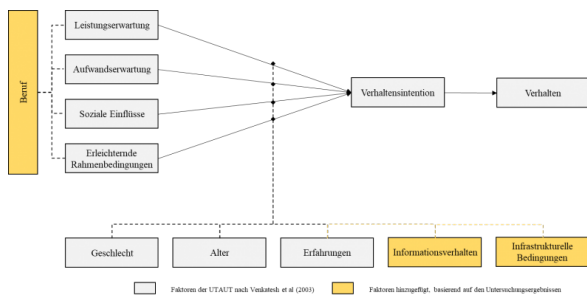 Beruf
Leistungserwartung
Aufwandserwartung
Soziale Einflüsse
Erleichternde
Rahmenbedingungen
Verhaltensintention
Verhalten
Geschlecht
Alter
Erfahrungen
Informationsverhalten
Infrastrukturelle
Bedingungen
Faktoren der UTAUT nach Venkatesh et al (2003)
Faktoren hinzugefügt, basierend auf den Untersuchungsergebnissen